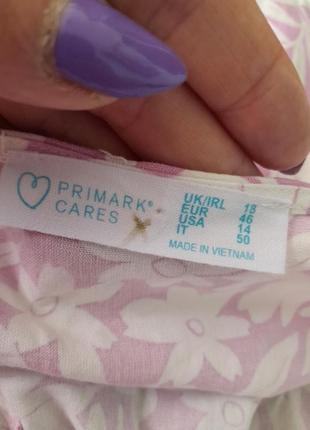 PRIMARK®
CARES
UK/IRL 18
EUR 46
USA 14
IT 50
MADE IN VIETNAM